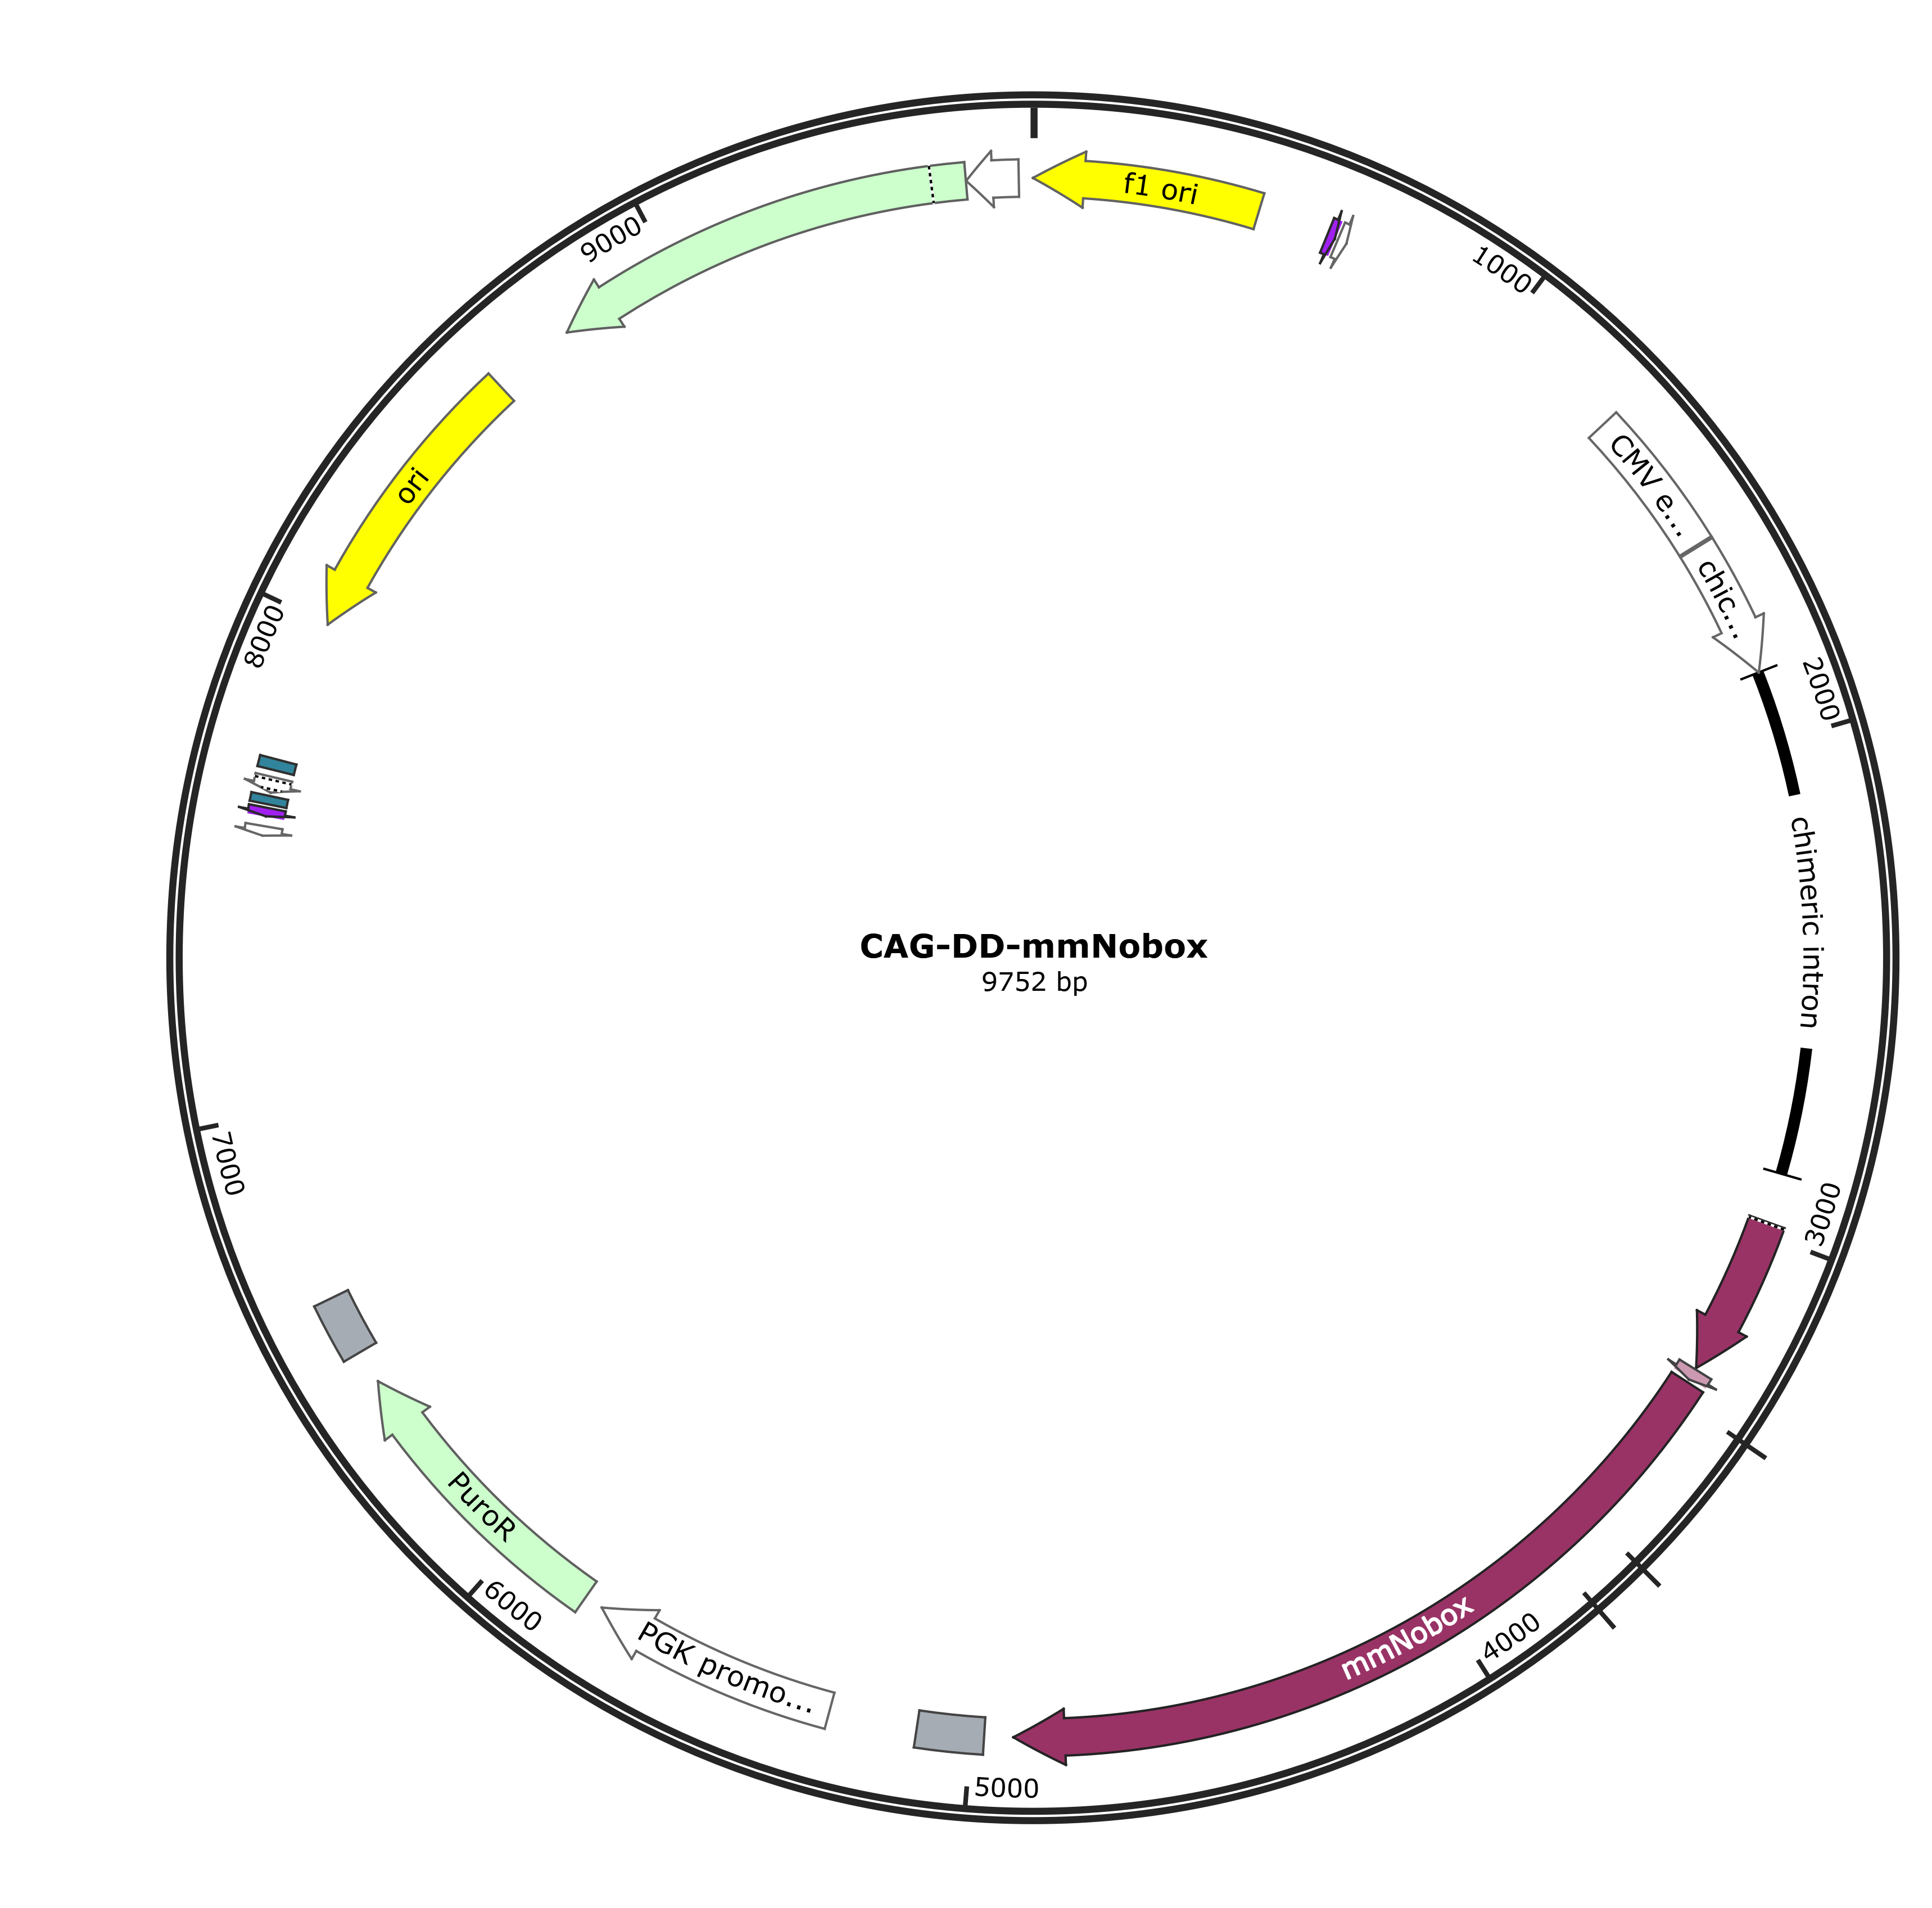 f1 ori
1000
CMV e...
chic...
2000
chimeric intron
3000
mmNobox
4000
5000
PGK promo...
PuroR
6000
7000
8000
ori
9000
CAG-DD-mmNobox
9752 bp